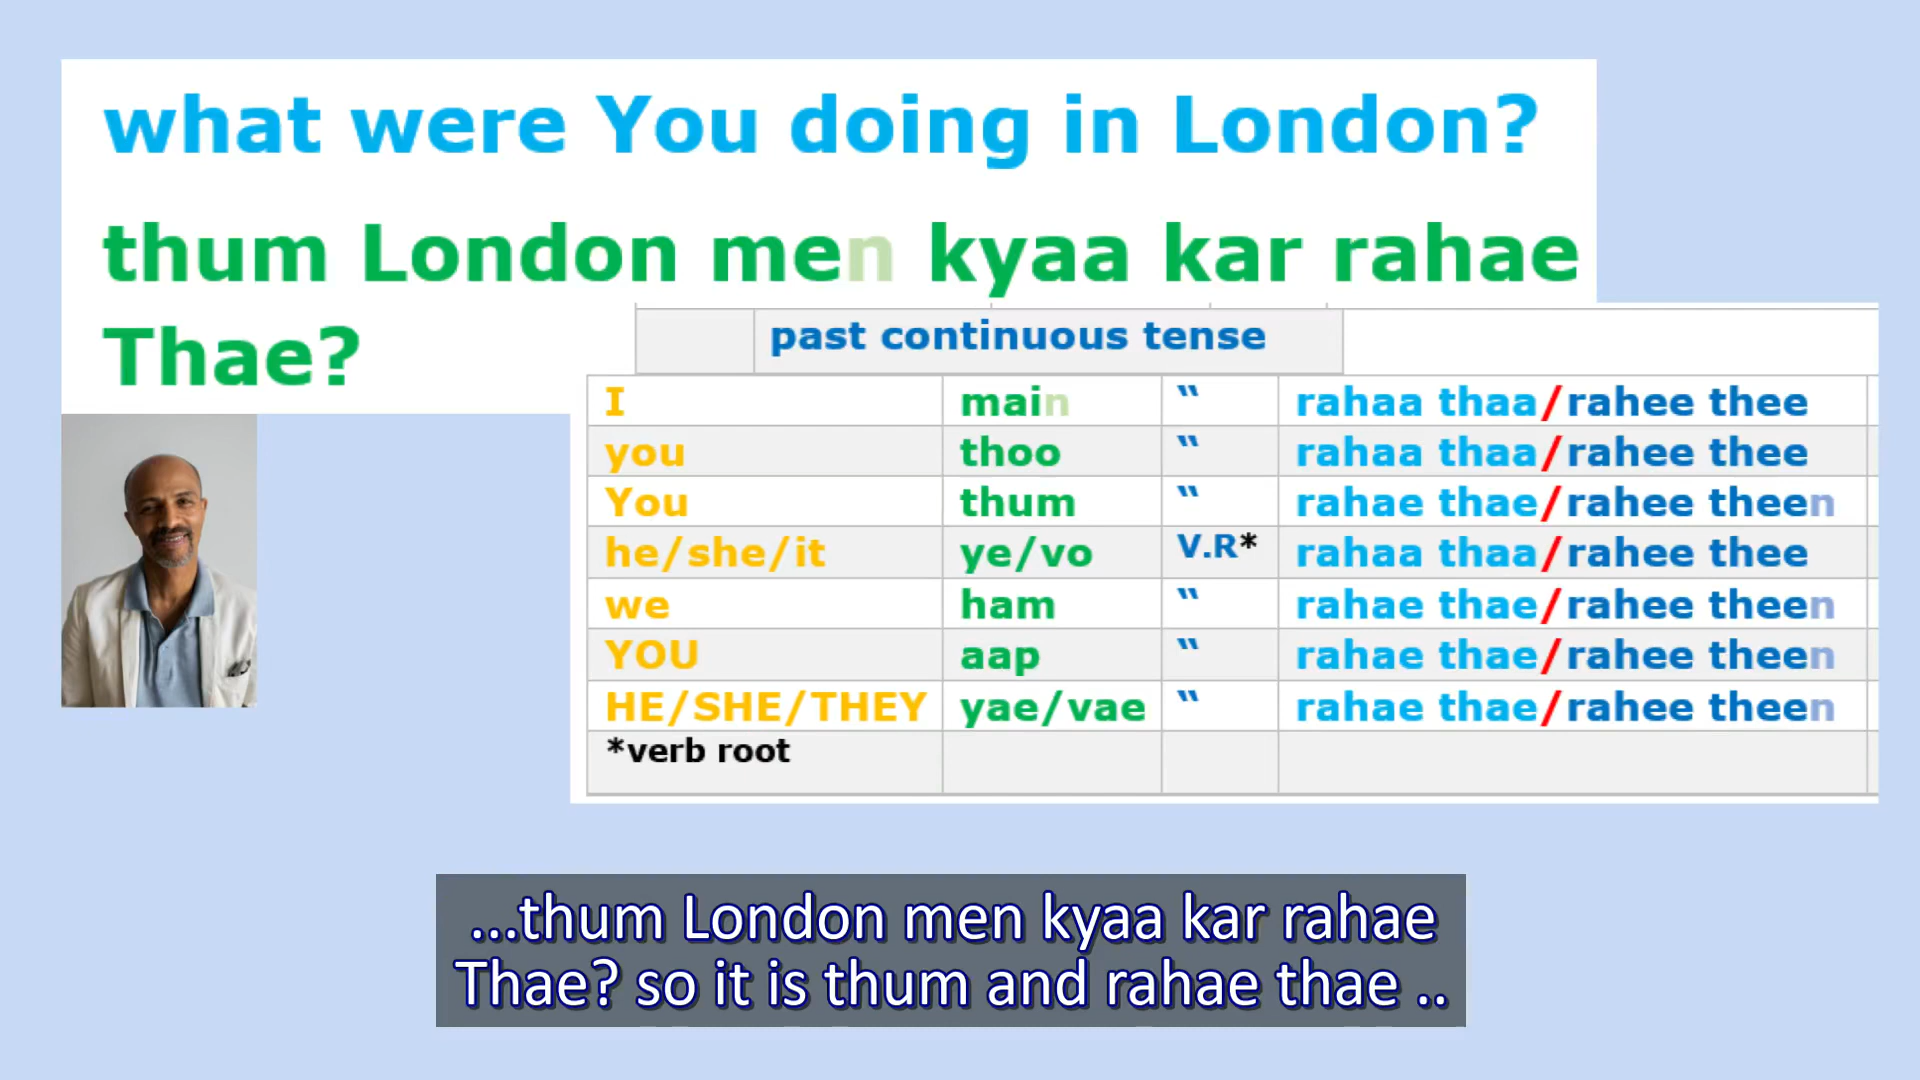 what were You doing in London?
thum London men kyaa kar rahae
Thae?
past continuous tense
I main “ rahaa thaa/rahee thee
you thoo “ rahaa thaa/rahee thee
You thum “ rahae thae/rahee theen
he/she/it ye/vo V.R* rahaa thaa/rahee thee
we ham “ rahae thae/rahee theen
YOU aap “ rahae thae/rahee theen
HE/SHE/THEY yae/vae “ rahae thae/rahee theen
*verb root
...thum London men kyaa kar rahae
Thae? so it is thum and rahae thae ..